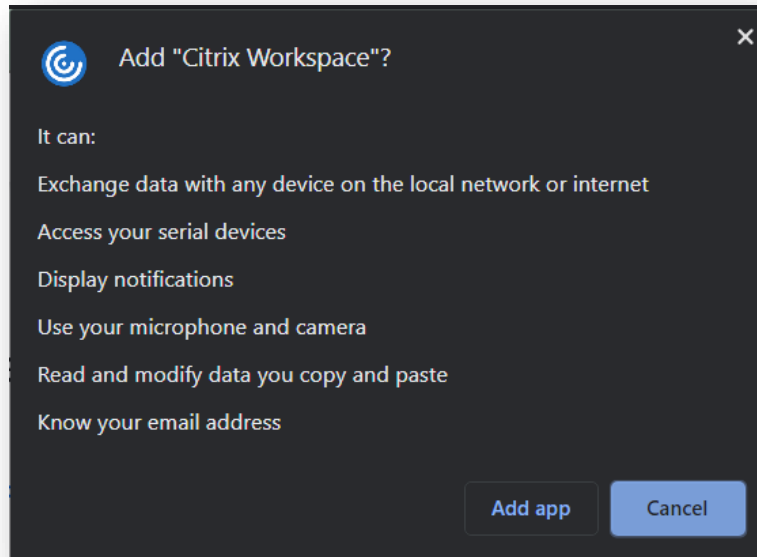 Add "Citrix Workspace"?
It can:
Exchange data with any device on the local network or internet
Access your serial devices
Display notifications
Use your microphone and camera
Read and modify data you copy and paste
Know your email address
Add app
Cancel